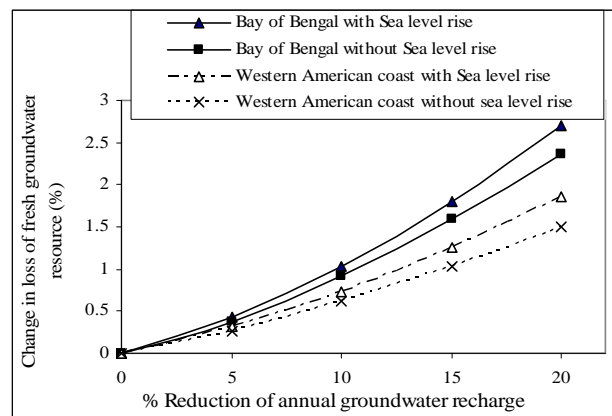 Bay of Bengal with Sea level rise
Bay of Bengal without Sea level rise
Western American coast with Sea level rise
Western American coast without sea level rise
3
2.5
2
1.5
1
0.5
0
Change in loss of fresh groundwater
resource (%)
0 5 10 15 20
% Reduction of annual groundwater recharge